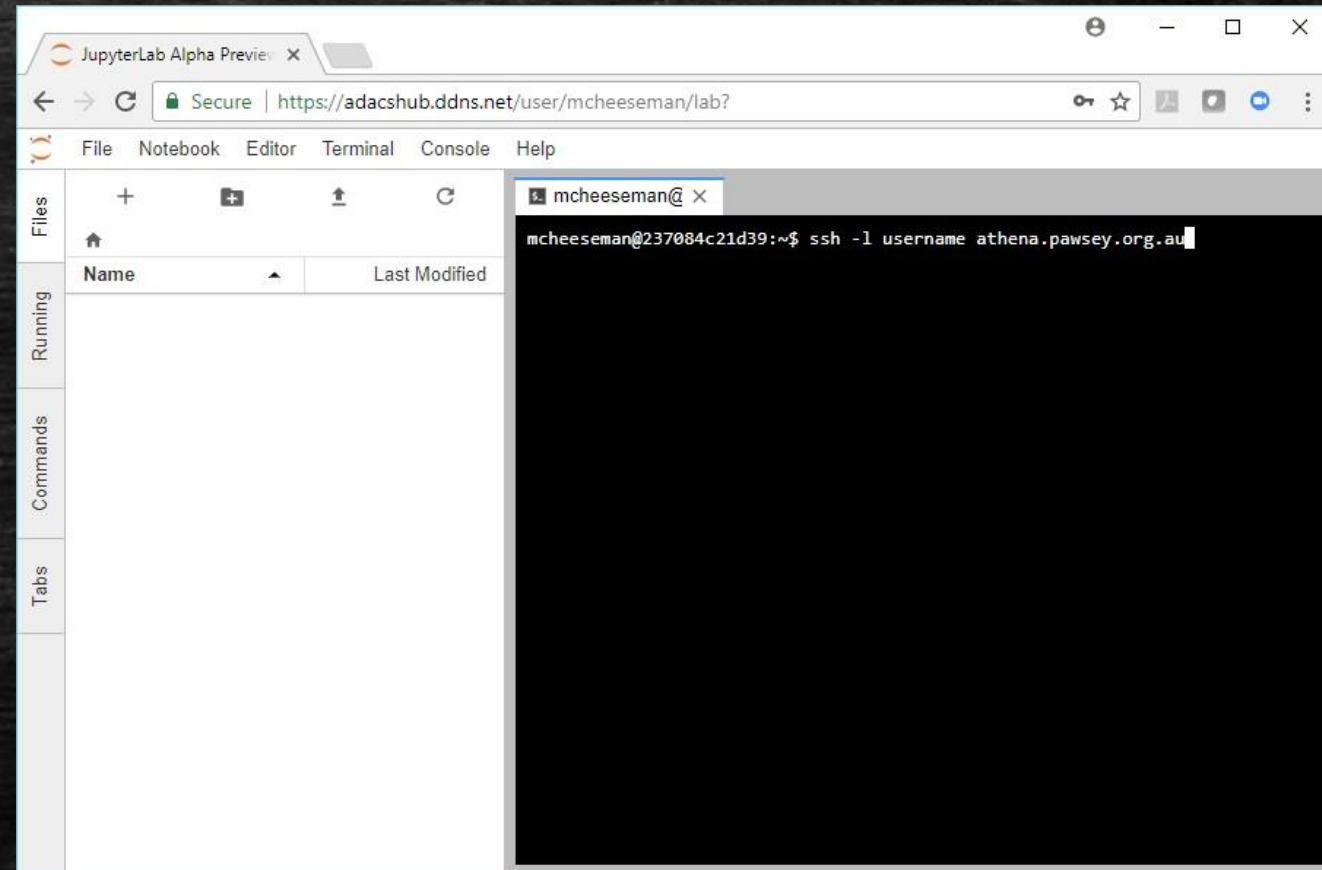 JupyterLab Alpha Previe
Secure | https://adacshub.ddns.net/user/mcheeseman/lab?
File Notebook Editor Terminal Console Help
Files
Running
Commands
Tabs
Name Last Modified
mcheeseman@
mcheeseman@237084c21d39:~$ ssh -l username athena.pawsey.org.au